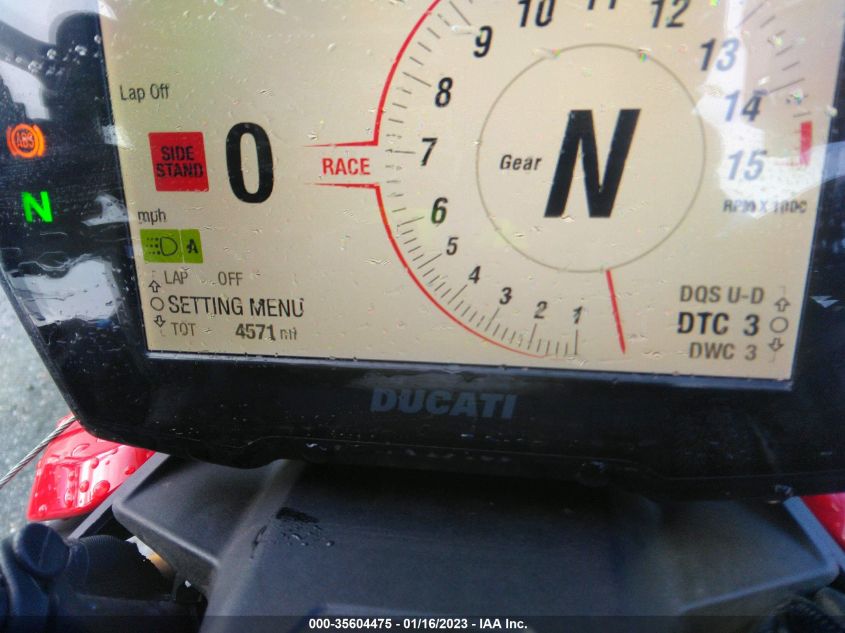 10 11 12
9 13
8 14
7 15
6
5
4
3
2
1
Lap Off
ABS
SIDE
STAND
0
RACE
Gear N
RPM X 1000
N
mph
A
LAP OFF
SETTING MENU
TOT 4571 mi
DQS U-D
DTC 3
DWC 3
DUCATI
000-35604475 - 01/16/2023 - IAA Inc.